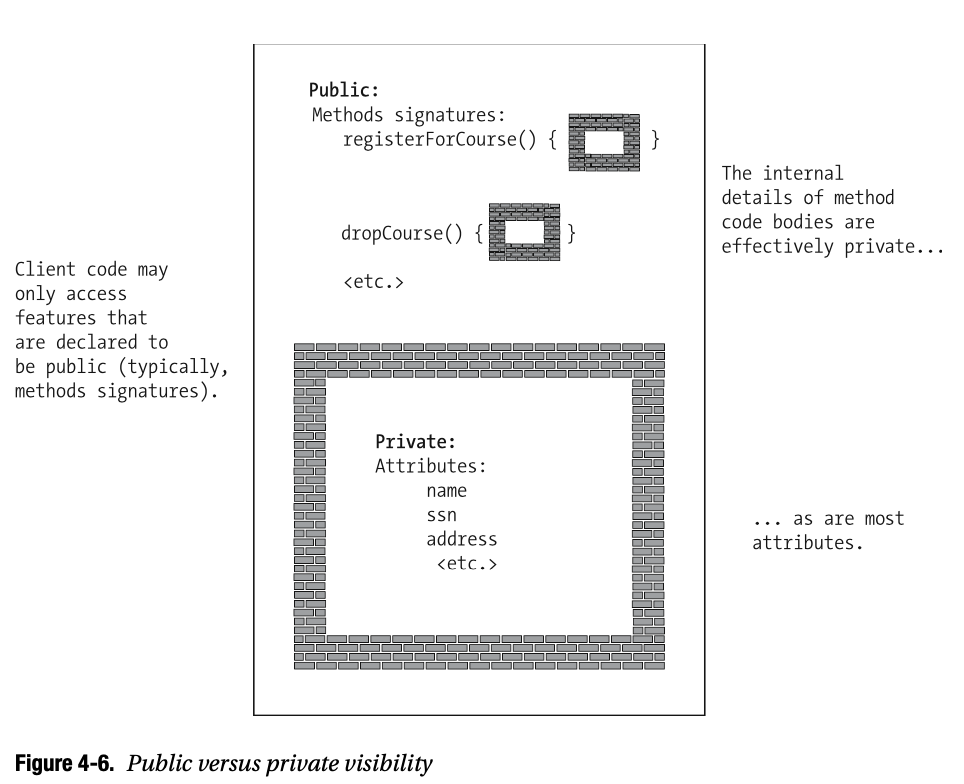 Public:
Methods signatures:
registerForCourse() { }
dropCourse() { }
<etc.>
The internal
details of method
code bodies are
effectively private...
Client code may
only access
features that
are declared to
be public (typically,
methods signatures).
Private:
Attributes:
name
ssn
address
<etc.>
... as are most
attributes.
Figure 4-6. Public versus private visibility